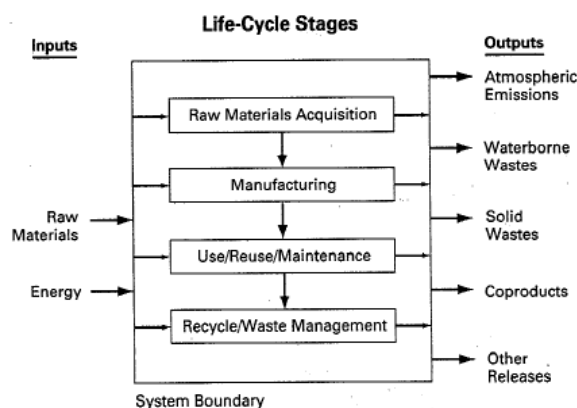 Life-Cycle Stages
Inputs
Outputs
Atmospheric
Emissions
Raw Materials Acquisition
Waterborne
Wastes
Manufacturing
Raw
Materials
Solid
Wastes
Use/Reuse/Maintenance
Energy
Coproducts
Recycle/Waste Management
Other
Releases
System Boundary